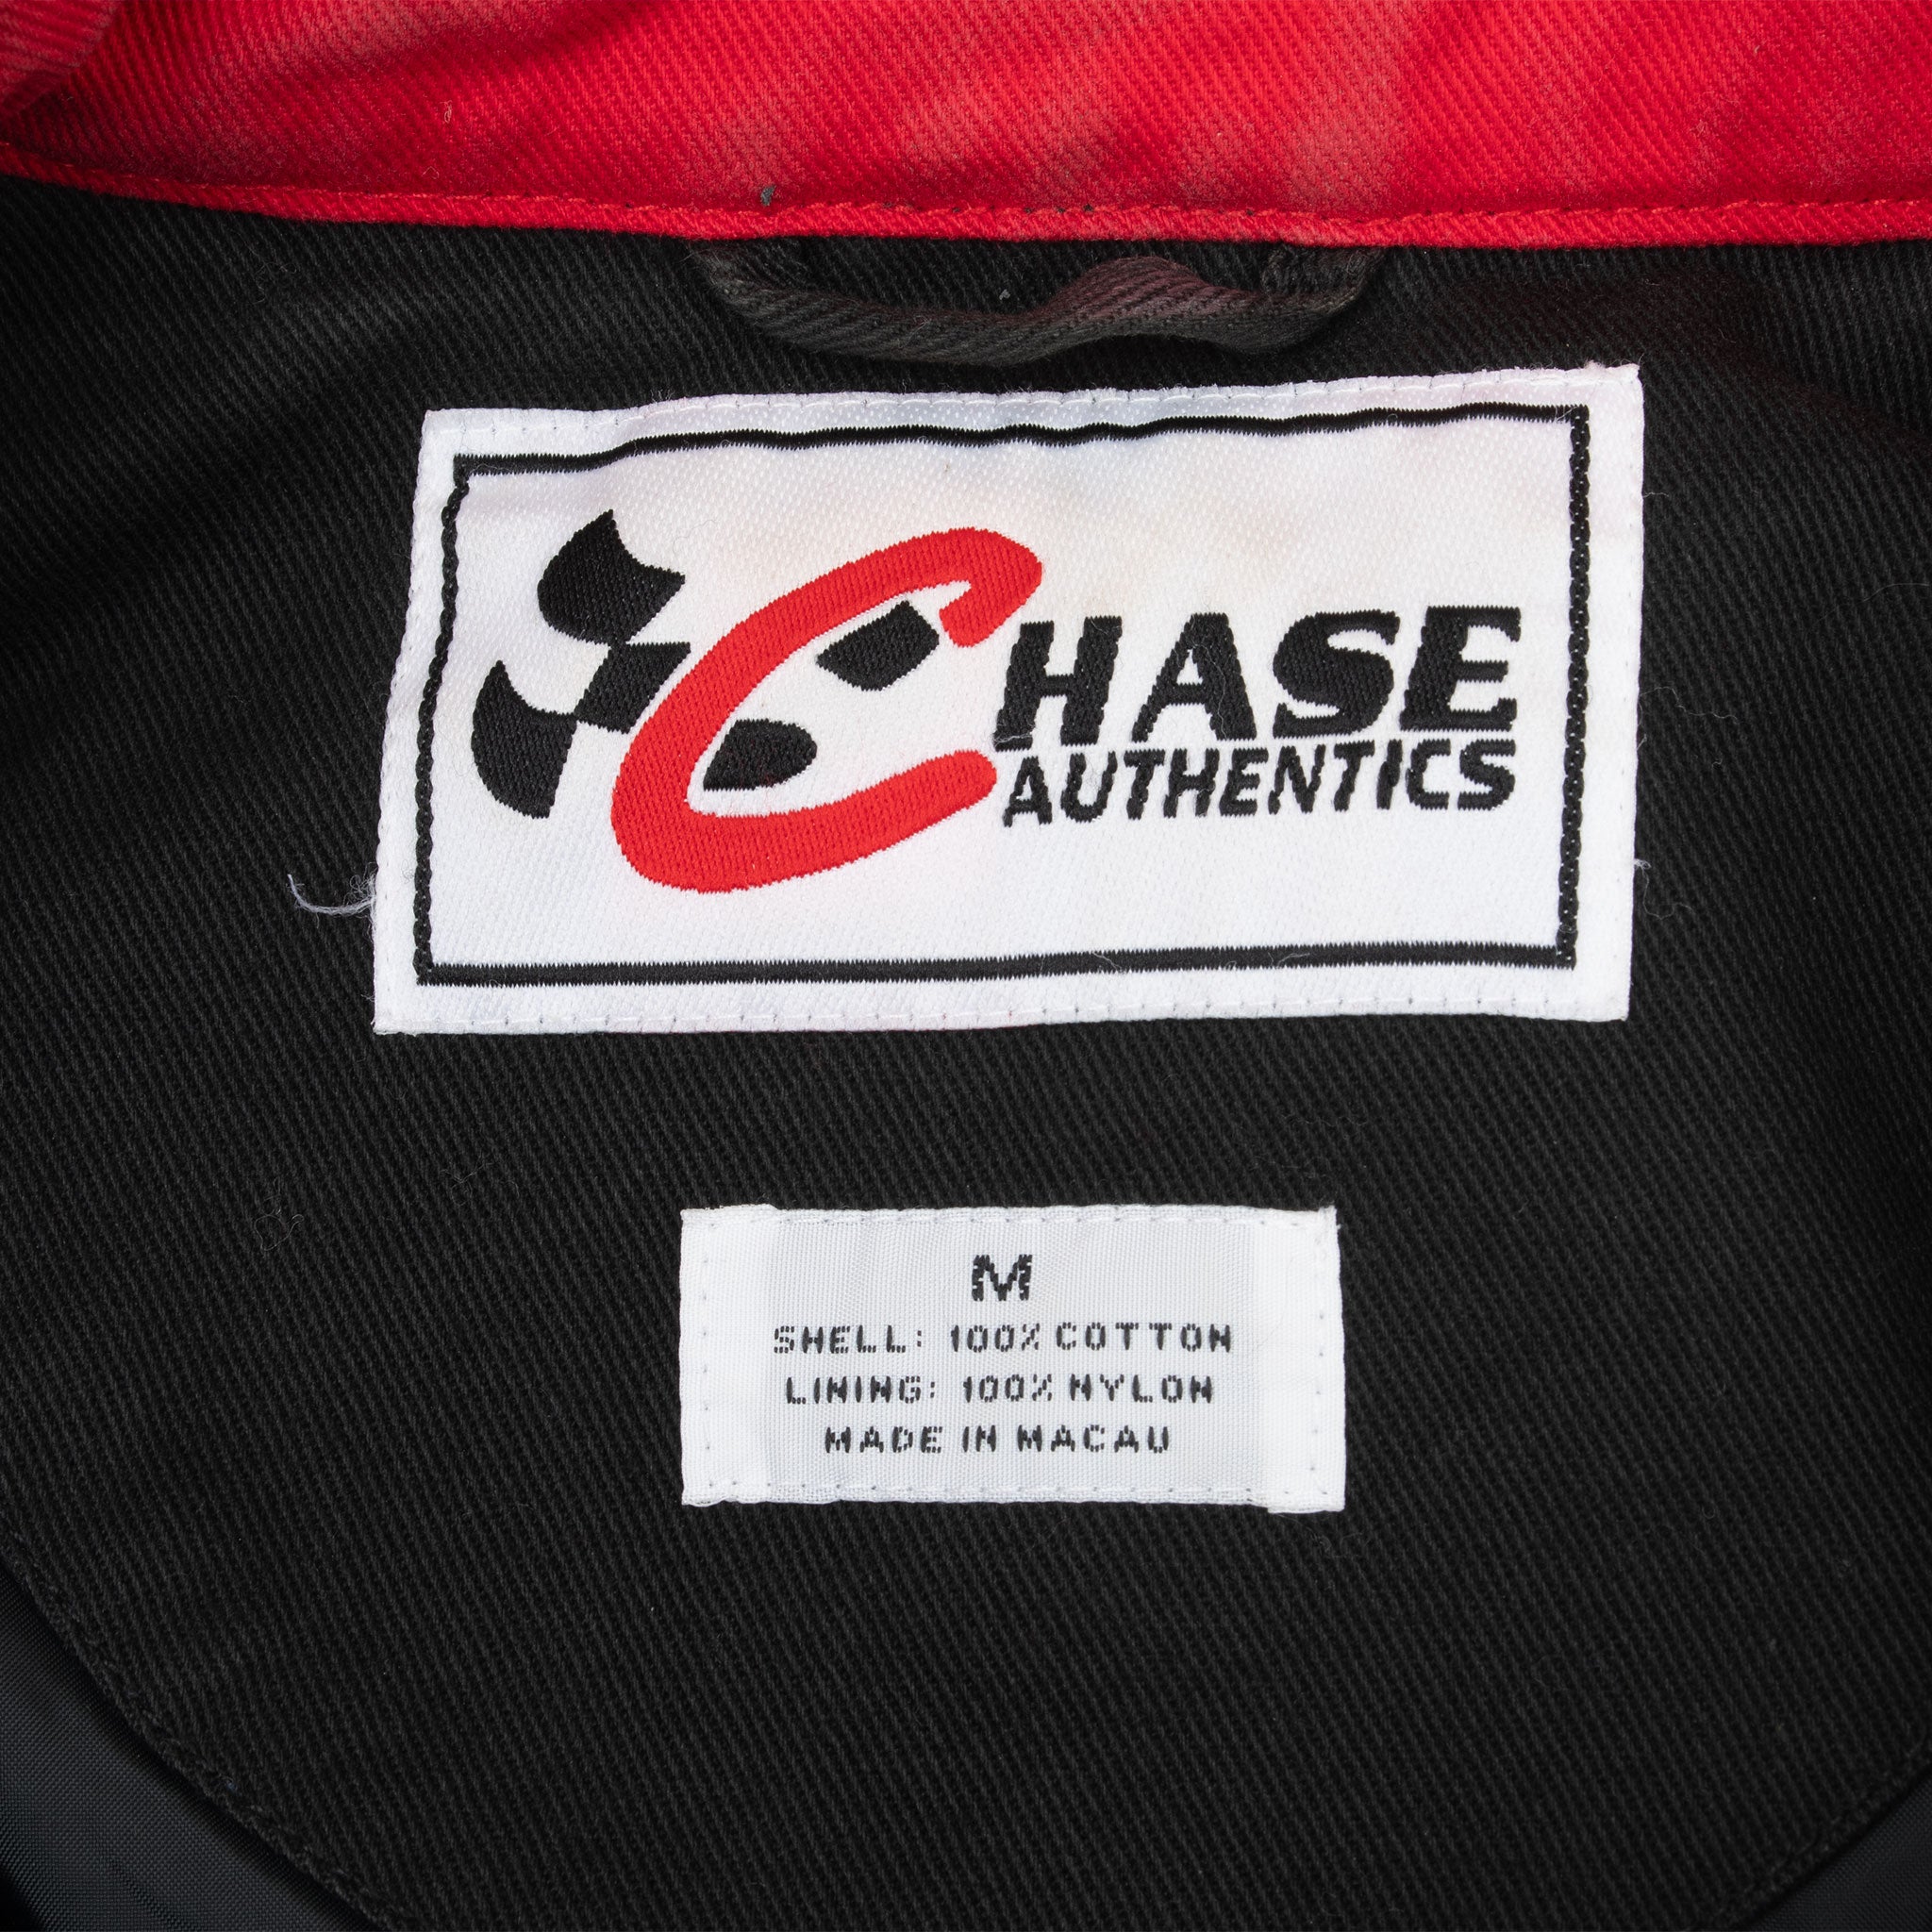 CHASE
AUTHENTICS
M
SHELL: 100% COTTON
LINING: 100% NYLON
MADE IN MACAU